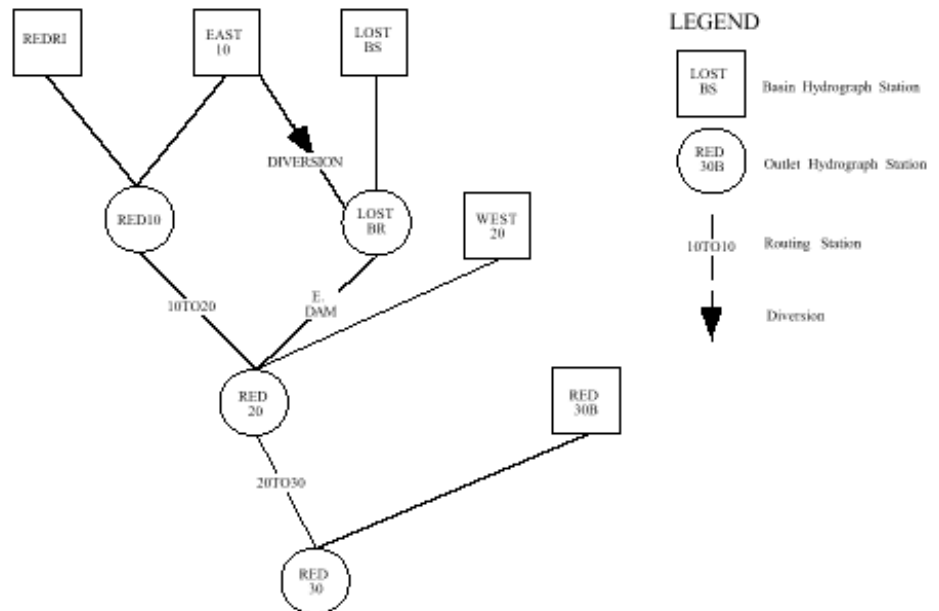 REDRI
EAST
10
LOST
BS
DIVERSION
RED10
LOST
BR
WEST
20
10TO20
E.
DAM
RED
20
RED
30B
20TO30
RED
30
LEGEND
LOST
BS
Basin Hydrograph Station
RED
30B
Outlet Hydrograph Station
10TO10
Routing Station
Diversion